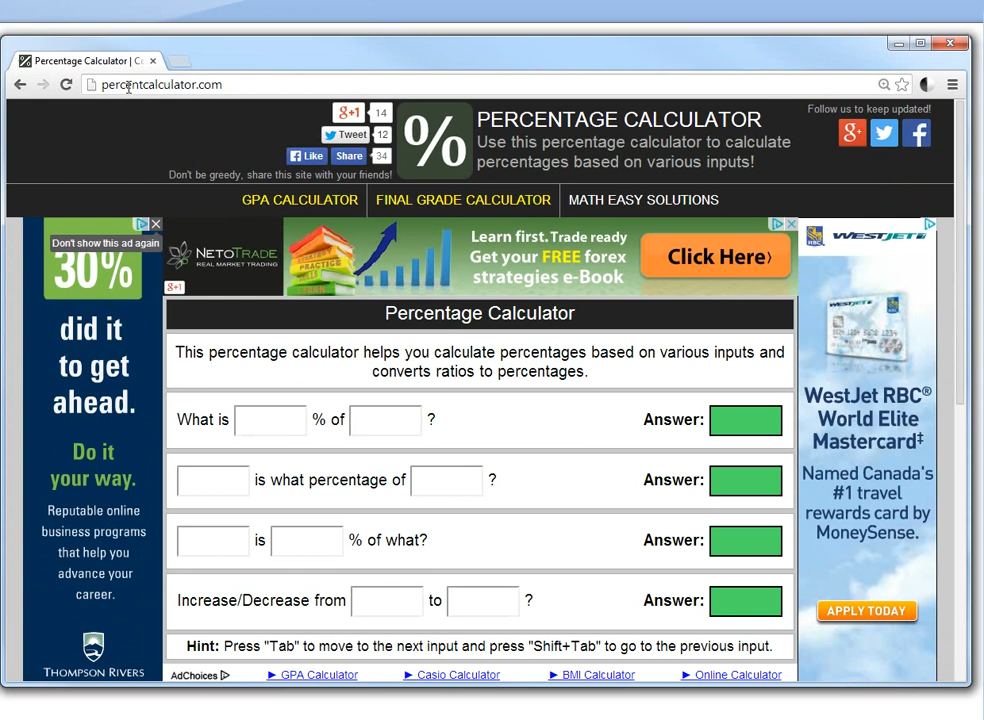 Percentage Calculator | Co
percentcalculator.com
g+1 14
Tweet 12
Like Share 34
Don't be greedy, share this site with your friends!
%
PERCENTAGE CALCULATOR
Use this percentage calculator to calculate
percentages based on various inputs!
Follow us to keep updated!
GPA CALCULATOR
FINAL GRADE CALCULATOR
MATH EASY SOLUTIONS
Don't show this ad again
30%
did it
to get
ahead.
Do it
your way.
Reputable online
business programs
that help you
advance your
career.
THOMPSON RIVERS
NETOTRADE
REAL MARKET TRADING
g+1
PRACTICE
Learn first. Trade ready
Get your FREE forex
strategies e-Book
Click Here›
Percentage Calculator
This percentage calculator helps you calculate percentages based on various inputs and
converts ratios to percentages.
What is % of ? Answer:
is what percentage of ? Answer:
is % of what? Answer:
Increase/Decrease from to ? Answer:
Hint: Press "Tab" to move to the next input and press "Shift+Tab" to go to the previous input.
AdChoices
► GPA Calculator
► Casio Calculator
► BMI Calculator
► Online Calculator
RBC
WESTJET
WestJet RBC®
World Elite
Mastercard‡
Named Canada's
#1 travel
rewards card by
MoneySense.
APPLY TODAY